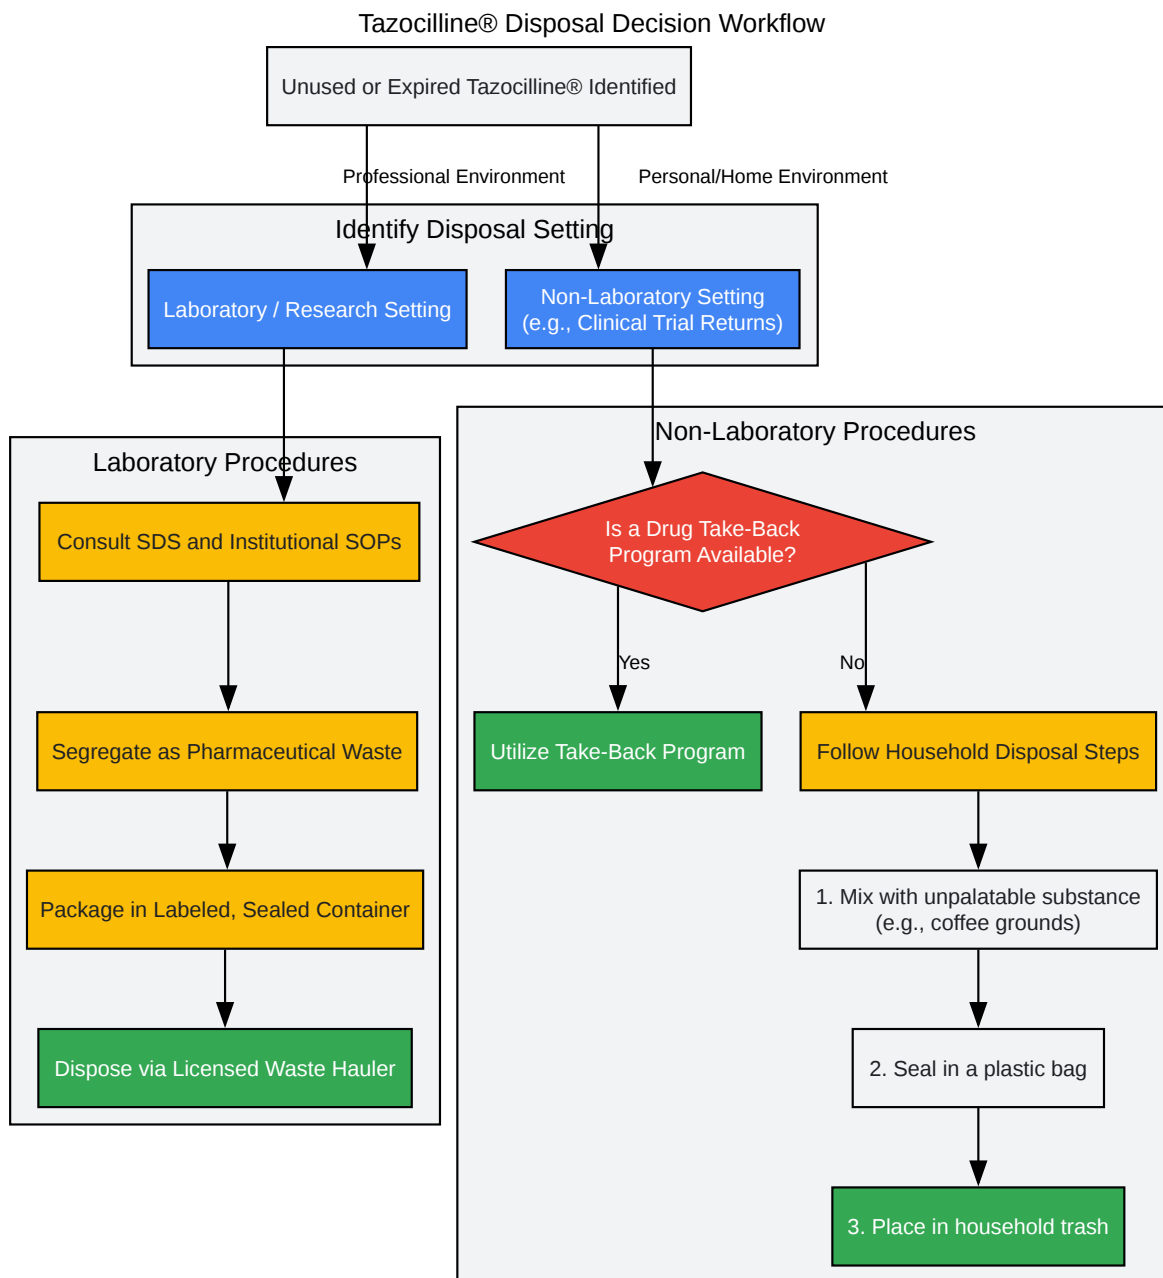 Tazocilline® Disposal Decision Workflow
Unused or Expired Tazocilline® Identified
Professional Environment
Personal/Home Environment
Identify Disposal Setting
Laboratory / Research Setting
Non-Laboratory Setting
(e.g., Clinical Trial Returns)
Laboratory Procedures
Consult SDS and Institutional SOPs
Segregate as Pharmaceutical Waste
Package in Labeled, Sealed Container
Dispose via Licensed Waste Hauler
Non-Laboratory Procedures
Is a Drug Take-Back
Program Available?
Yes
No
Utilize Take-Back Program
Follow Household Disposal Steps
1. Mix with unpalatable substance
(e.g., coffee grounds)
2. Seal in a plastic bag
3. Place in household trash